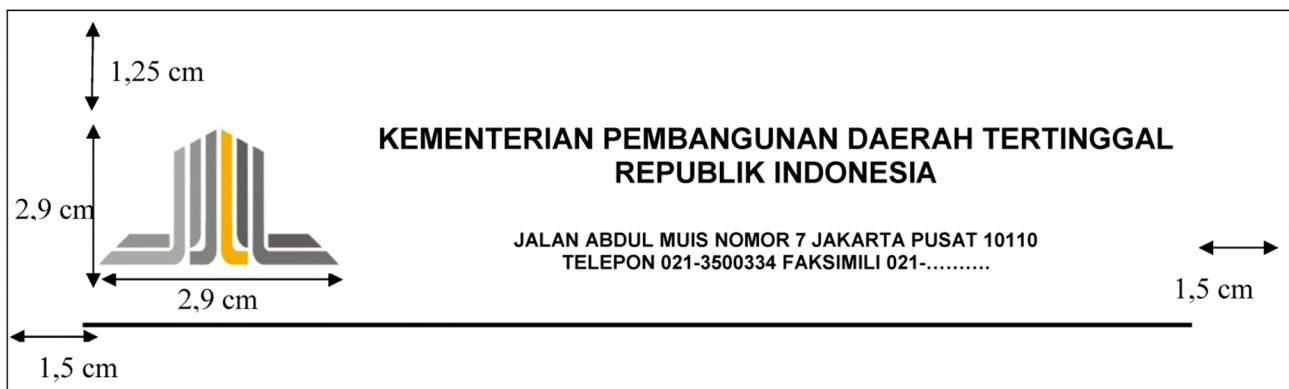 1,25 cm
KEMENTERIAN PEMBANGUNAN DAERAH TERTINGGAL
REPUBLIK INDONESIA
2,9 cm
JALAN ABDUL MUIS NOMOR 7 JAKARTA PUSAT 10110
TELEPON 021-3500334 FAKSIMILI 021-..........
2,9 cm
1,5 cm
1,5 cm